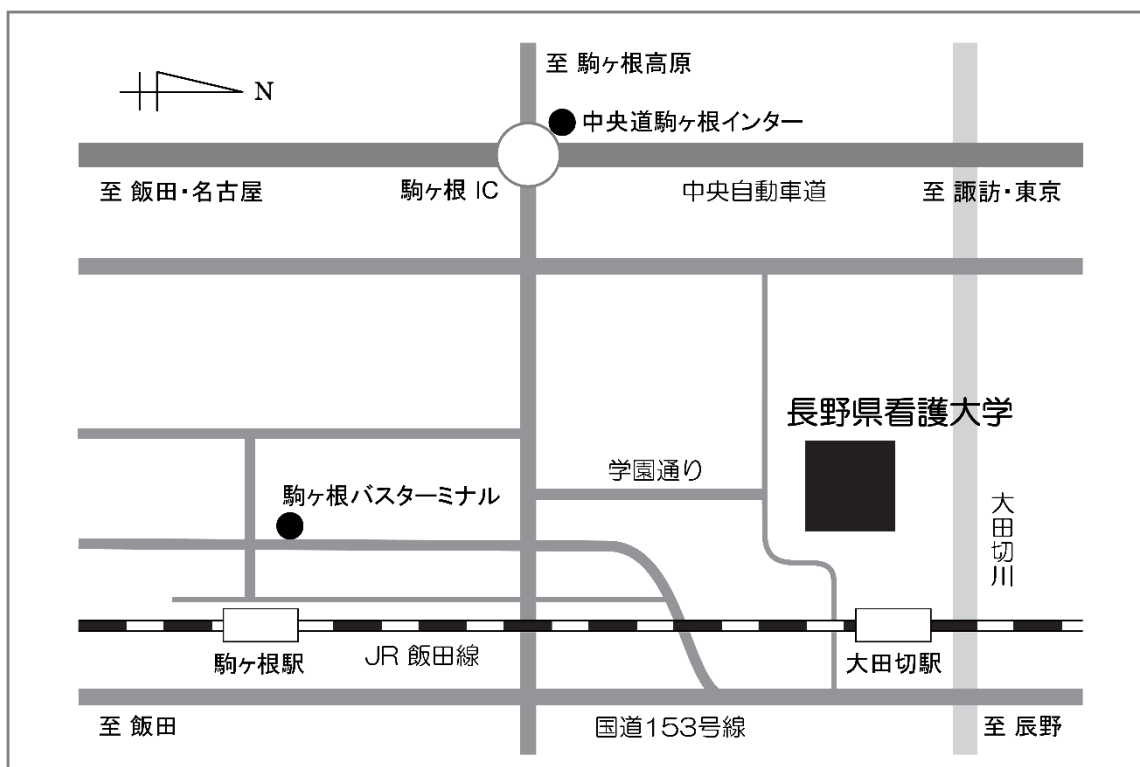 至 駒ヶ根高原
N
中央道駒ヶ根インター
至 飯田・名古屋
駒ヶ根 IC
中央自動車道
至 諏訪・東京
長野県看護大学
学園通り
駒ヶ根バスターミナル
大田切川
駒ヶ根駅
JR 飯田線
大田切駅
至 飯田
国道153号線
至 辰野